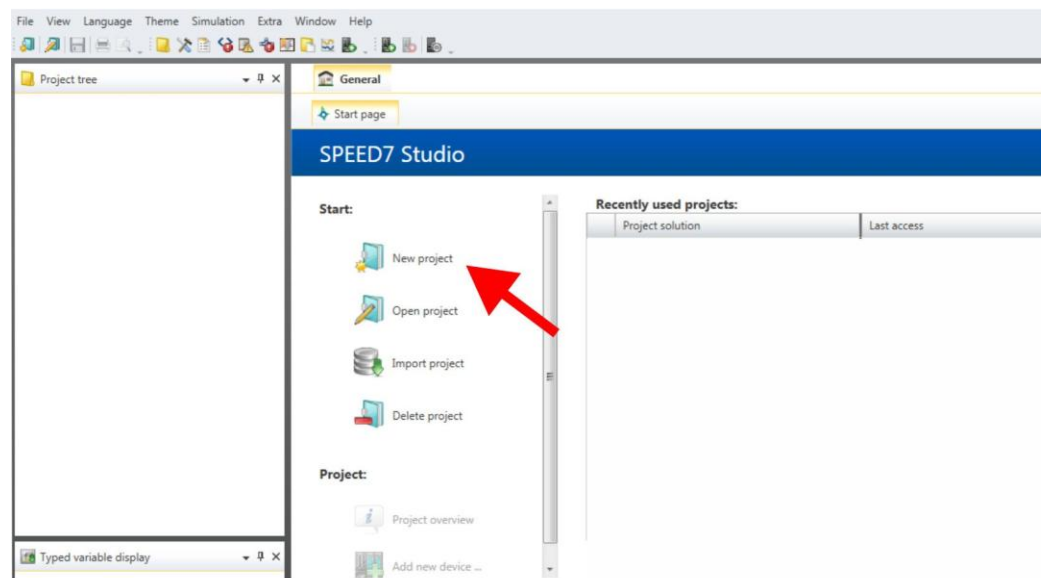 File View Language Theme Simulation Extra Window Help
Project tree
General
Start page
SPEED7 Studio
Start:
New project
Open project
Import project
Delete project
Project:
Project overview
Add new device ...
Recently used projects:
Project solution Last access
Typed variable display